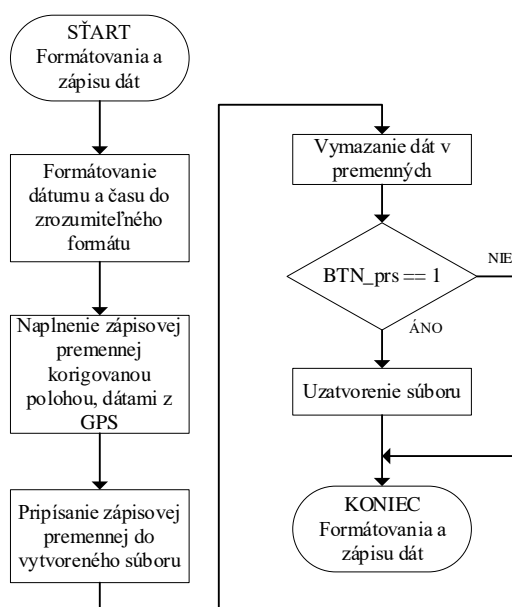 SŤART
Formátovania a
zápisu dát
Formátovanie
dátumu a času do
zrozumiteľného
formátu
Naplnenie zápisovej
premennej
korigovanou
polohou, dátami z
GPS
Pripísanie zápisovej
premennej do
vytvoreného súboru
Vymazanie dát v
premenných
BTN_prs == 1
NIE
ÁNO
Uzatvorenie súboru
KONIEC
Formátovania a
zápisu dát